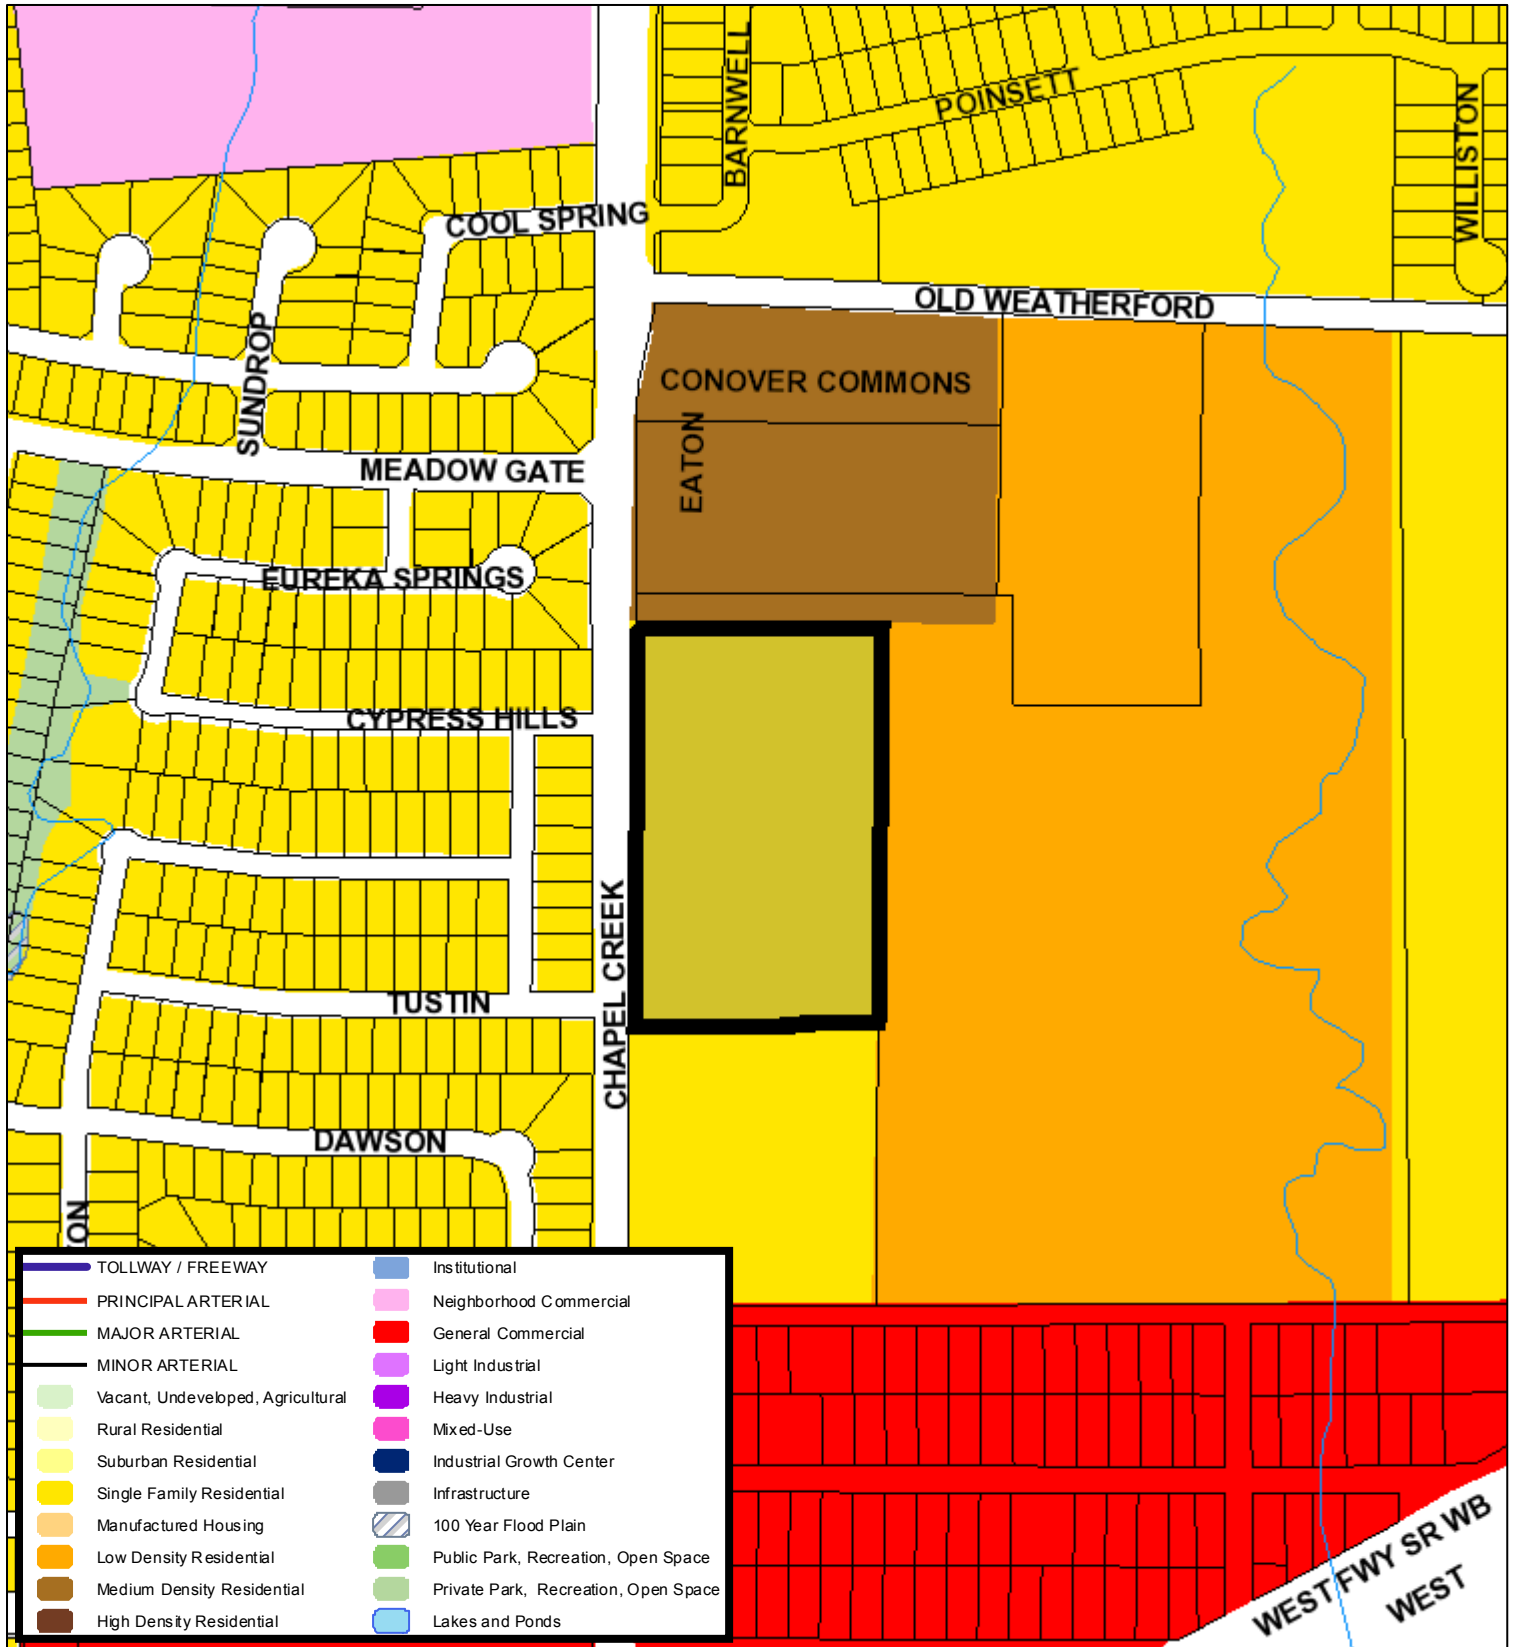 BARNWELL
POINSETT
WILLISTON
COOL SPRING
OLD WEATHERFORD
SUNDROP
CONOVER COMMONS
EATON
MEADOW GATE
EUREKA SPRINGS
CYPRESS HILLS
CHAPEL CREEK
TUSTIN
DAWSON
TOLLWAY / FREEWAY
PRINCIPAL ARTERIAL
MAJOR ARTERIAL
MINOR ARTERIAL
Vacant, Undeveloped, Agricultural
Rural Residential
Suburban Residential
Single Family Residential
Manufactured Housing
Low Density Residential
Medium Density Residential
High Density Residential
Institutional
Neighborhood Commercial
General Commercial
Light Industrial
Heavy Industrial
Mixed-Use
Industrial Growth Center
Infrastructure
100 Year Flood Plain
Public Park, Recreation, Open Space
Private Park, Recreation, Open Space
Lakes and Ponds
WEST FWY SR WB
WEST